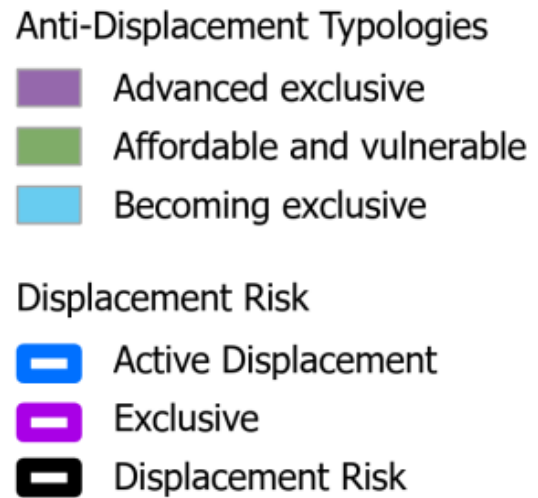 Anti-Displacement Typologies
Advanced exclusive
Affordable and vulnerable
Becoming exclusive
Displacement Risk
Active Displacement
Exclusive
Displacement Risk